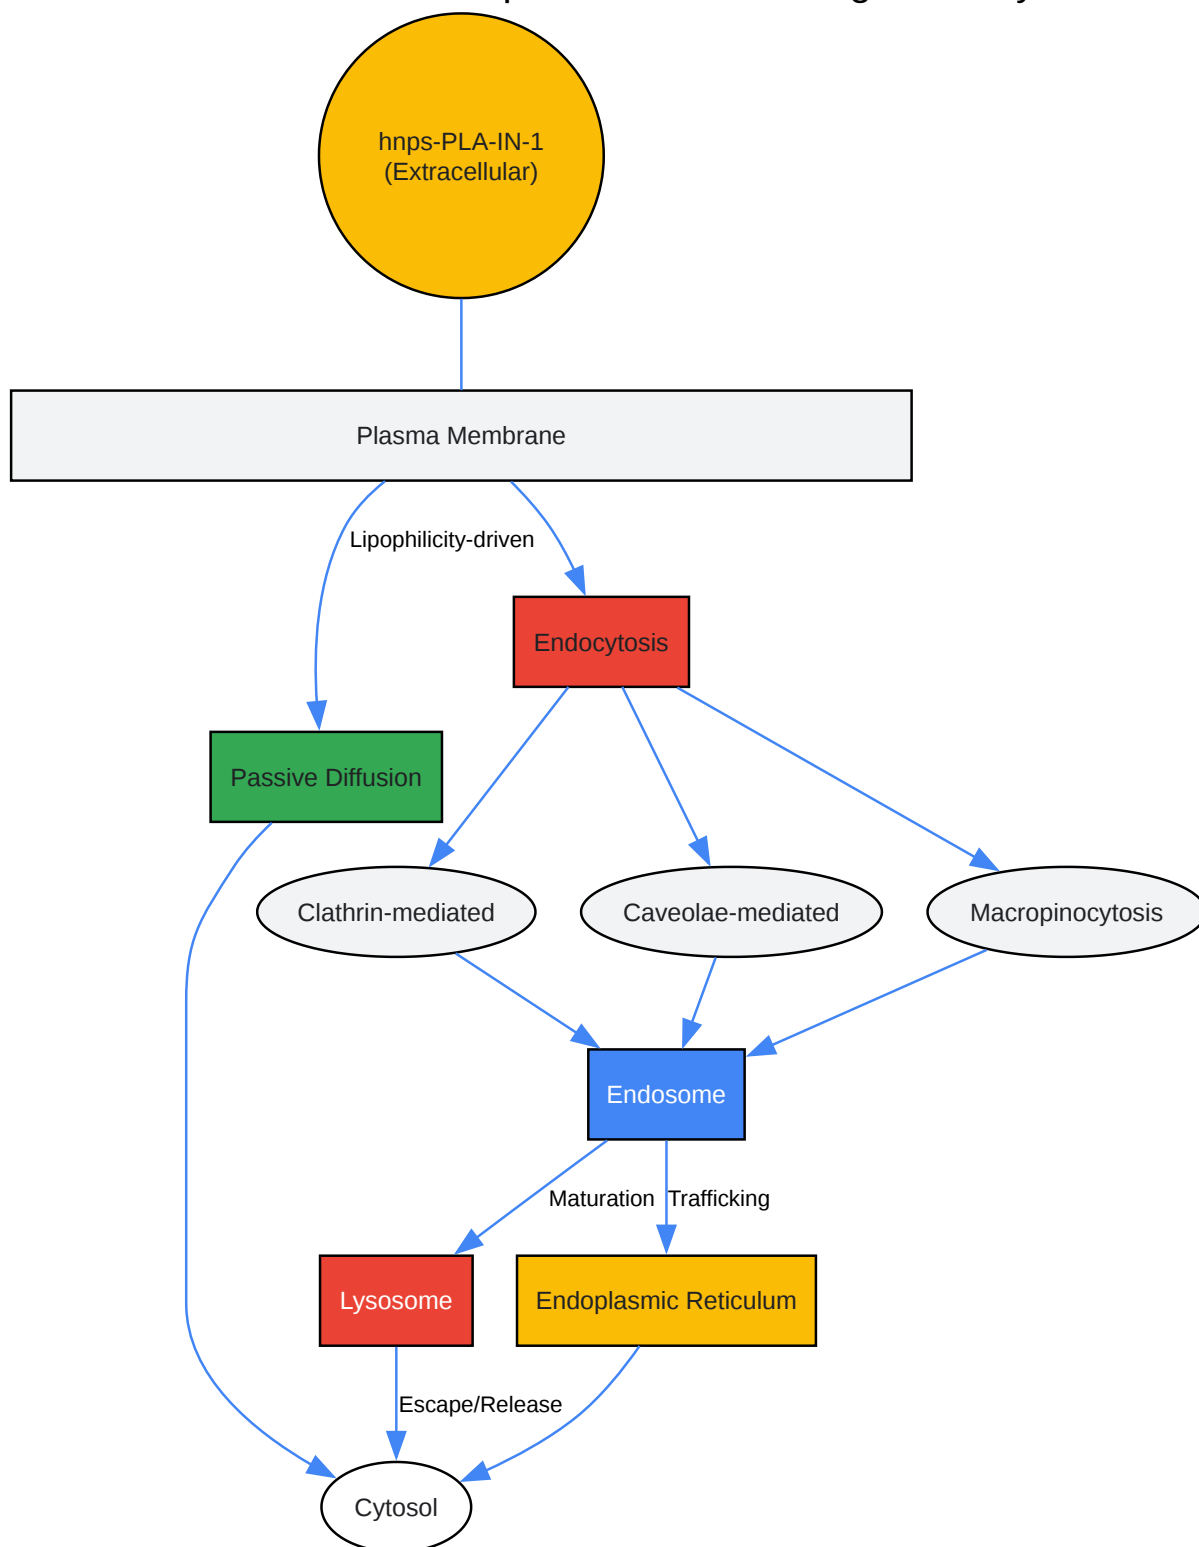 hnps-PLA-IN-1
(Extracellular)
Plasma Membrane
Lipophilicity-driven
Endocytosis
Passive Diffusion
Clathrin-mediated
Caveolae-mediated
Macropinocytosis
Endosome
Maturation
Trafficking
Lysosome
Endoplasmic Reticulum
Escape/Release
Cytosol